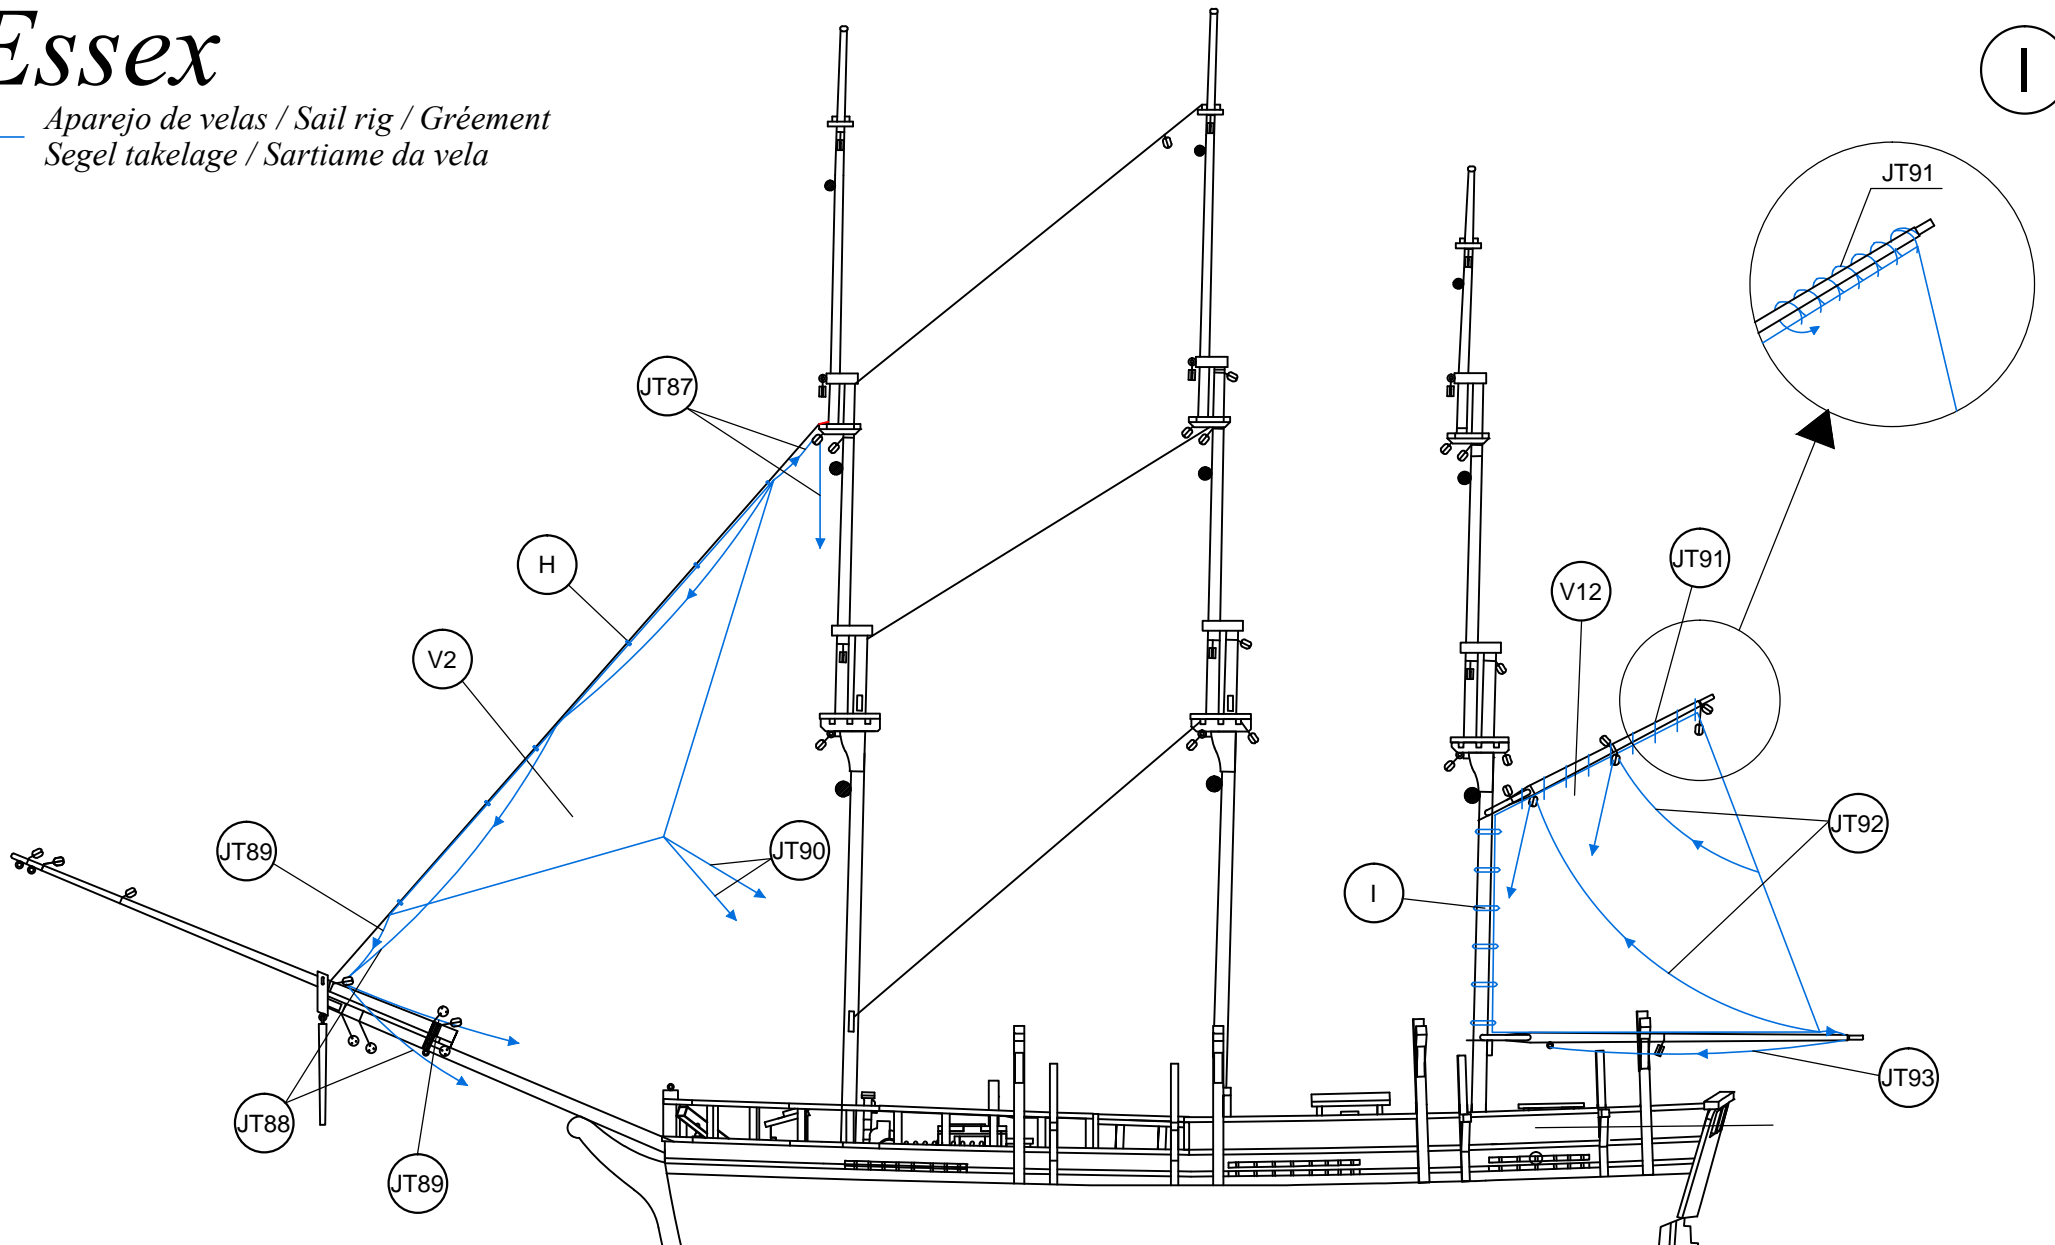 Essex
I
Aparejo de velas / Sail rig / Gréement
Segel takelage / Sartiame da vela
JT91
JT87
H
JT91
V12
V2
JT92
JT89
JT90
I
JT93
JT88
JT89